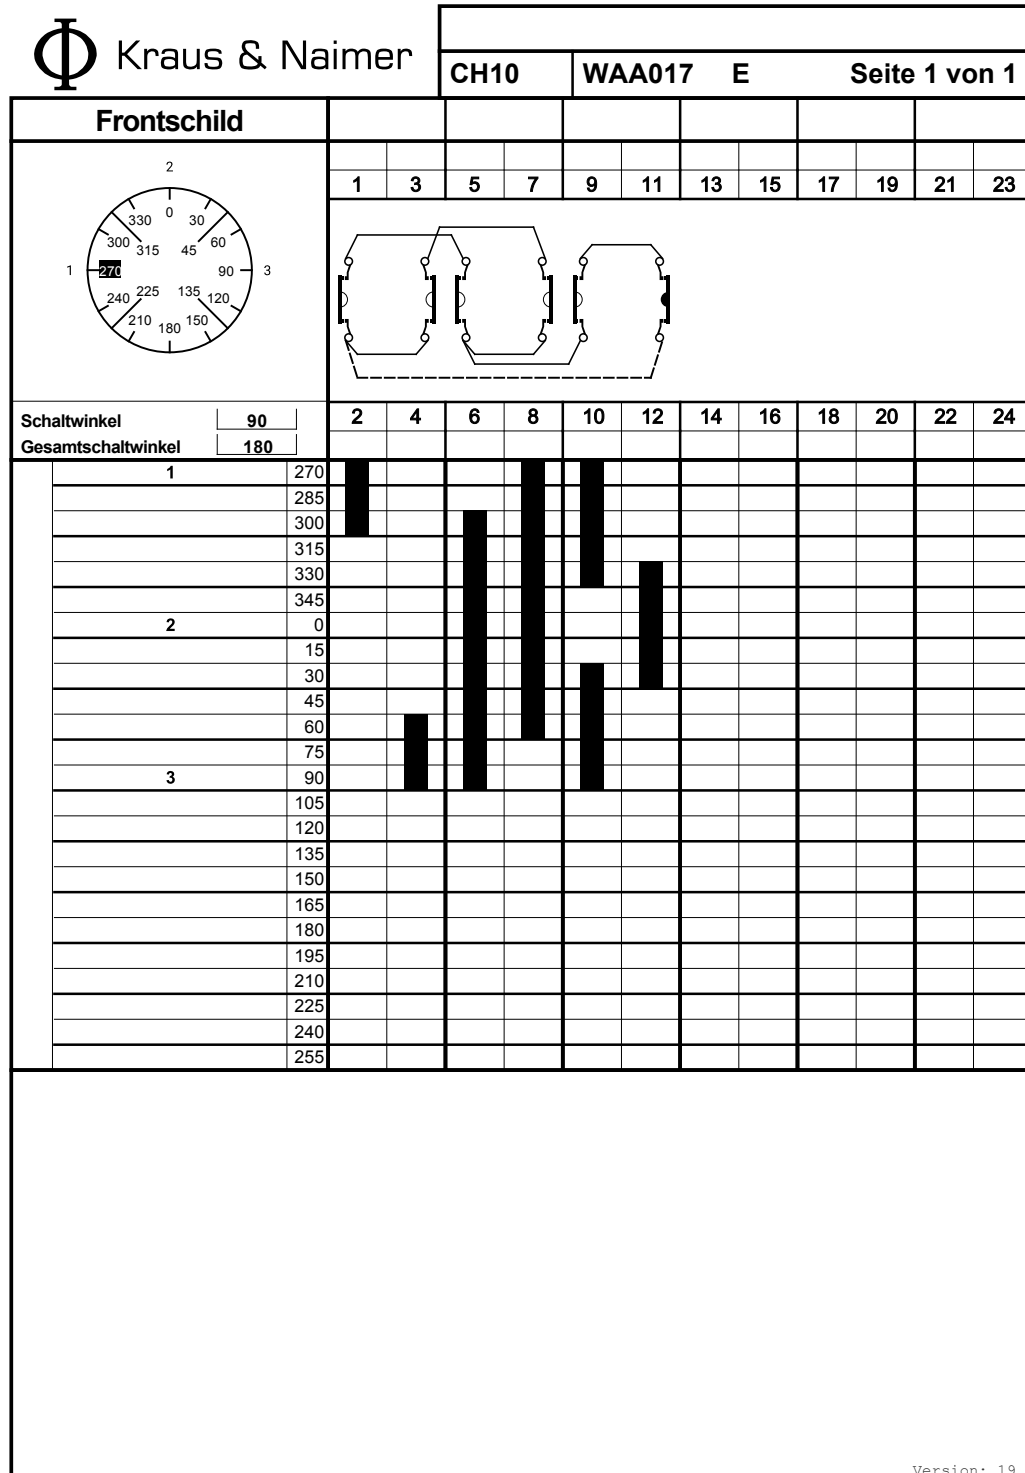 Kraus & Naimer
CH10 WAA017 E Seite 1 von 1
Frontschild
1 3 5 7 9 11 13 15 17 19 21 23
2
330 0 30
300 315 45 60
1 270 90 3
240 225 135 120
210 180 150
Schaltwinkel 90
Gesamtschaltwinkel 180
2 4 6 8 10 12 14 16 18 20 22 24
1 270
285
300
315
330
345
2 0
15
30
45
60
75
3 90
105
120
135
150
165
180
195
210
225
240
255
Version: 19